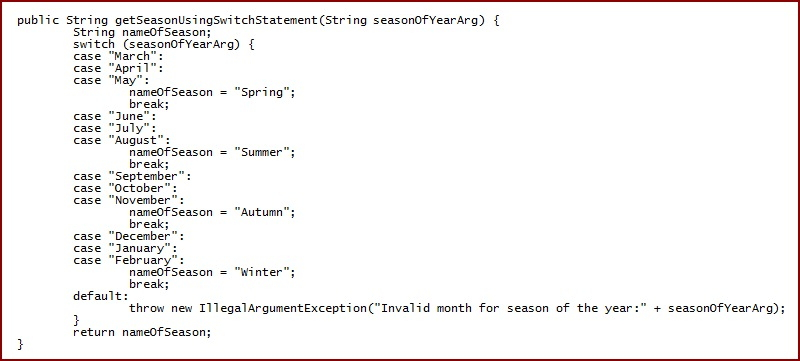 public String getSeasonUsingSwitchStatement(String seasonOfYearArg) {
        String nameOfSeason;
        switch (seasonOfYearArg) {
        case "March":
        case "April":
        case "May":
                nameOfSeason = "Spring";
                break;
        case "June":
        case "July":
        case "August":
                nameOfSeason = "Summer";
                break;
        case "September":
        case "October":
        case "November":
                nameOfSeason = "Autumn";
                break;
        case "December":
        case "January":
        case "February":
                nameOfSeason = "Winter";
                break;
        default:
                throw new IllegalArgumentException("Invalid month for season of the year:" + seasonOfYearArg);
        }
        return nameOfSeason;
}